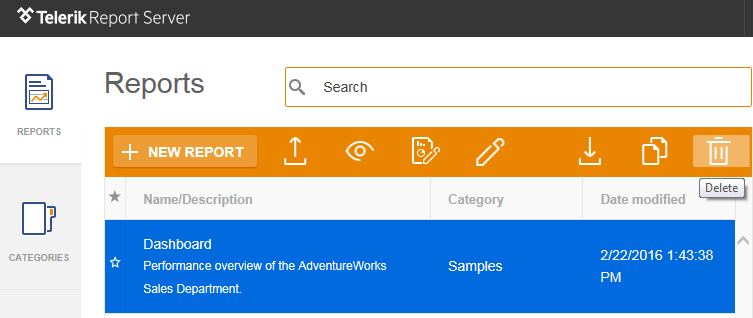 Telerik Report Server
Reports
Search
REPORTS
NEW REPORT
Delete
Name/Description Category Date modified
CATEGORIES
Dashboard
Performance overview of the AdventureWorks
Sales Department.
Samples
2/22/2016 1:43:38
PM